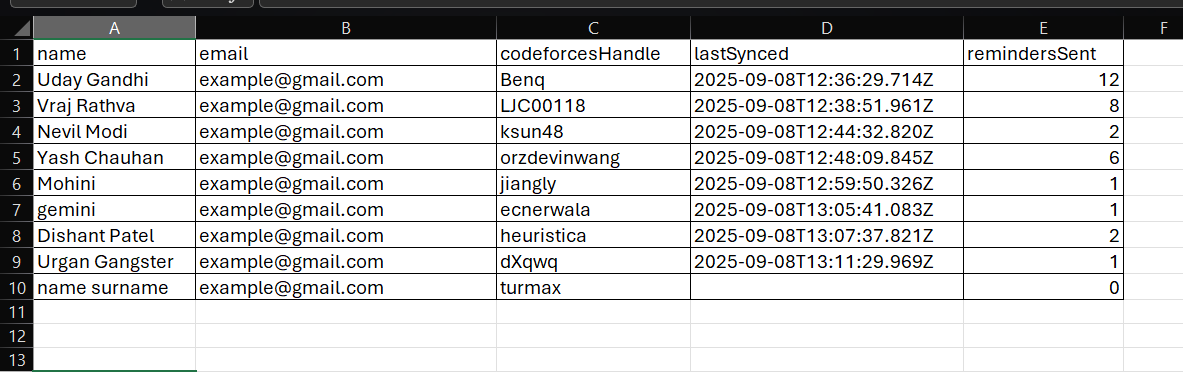 A B C D E F
1 name email codeforcesHandle lastSynced remindersSent
2 Uday Gandhi example@gmail.com Benq 2025-09-08T12:36:29.714Z 12
3 Vraj Rathva example@gmail.com LJC00118 2025-09-08T12:38:51.961Z 8
4 Nevil Modi example@gmail.com ksun48 2025-09-08T12:44:32.820Z 2
5 Yash Chauhan example@gmail.com orzdevinwang 2025-09-08T12:48:09.845Z 6
6 Mohini example@gmail.com jiangly 2025-09-08T12:59:50.326Z 1
7 gemini example@gmail.com ecnerwala 2025-09-08T13:05:41.083Z 1
8 Dishant Patel example@gmail.com heuristica 2025-09-08T13:07:37.821Z 2
9 Urgan Gangster example@gmail.com dXqwq 2025-09-08T13:11:29.969Z 1
10 name surname example@gmail.com turmax 0
11
12
13